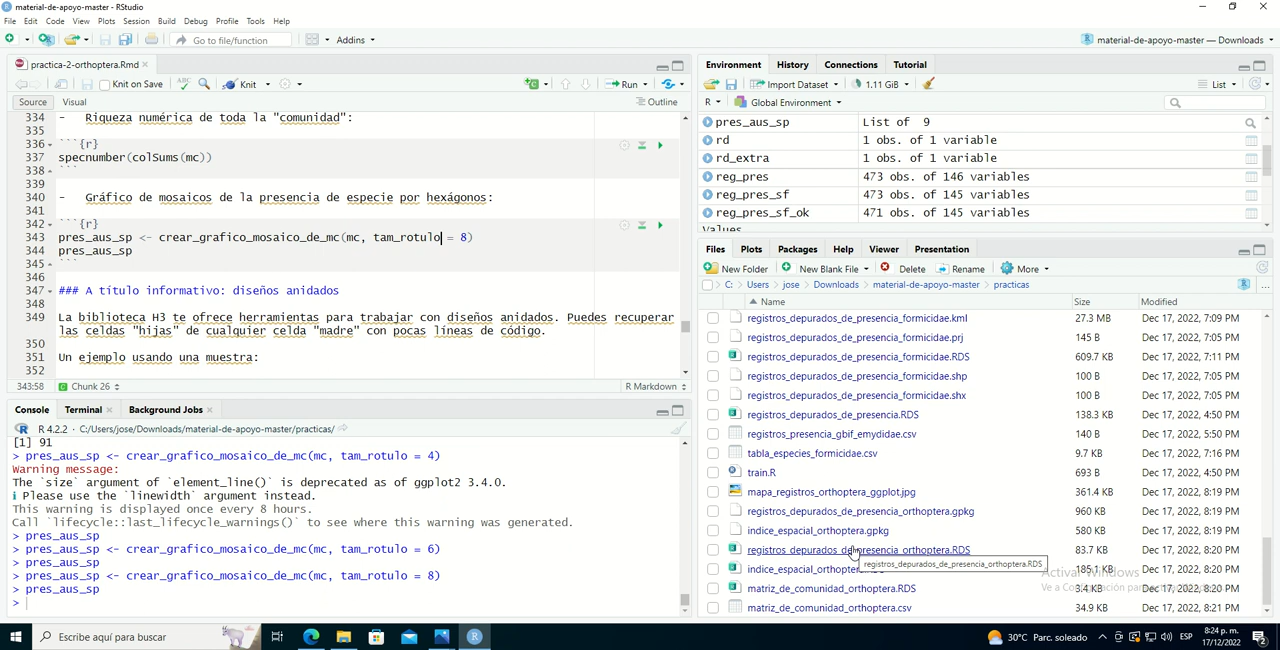 material-de-apoyo-master - RStudio
File Edit Code View Plots Session Build Debug Profile Tools Help
Go to file/function Addins material-de-apoyo-master — Downloads
practica-2-orthoptera.Rmd
Knit on Save ABC Knit Run
Source Visual Outline
334 - Riqueza numérica de toda la "comunidad":
335
336 ```{r}
337 specnumber(colSums(mc))
338 ```
339
340 - Gráfico de mosaicos de la presencia de especie por hexágonos:
341
342 ```{r}
343 pres_aus_sp <- crear_grafico_mosaico_de_mc(mc, tam_rotulo = 8)
344 pres_aus_sp
345 ```
346
347 ### A título informativo: diseños anidados
348
349 La biblioteca H3 te ofrece herramientas para trabajar con diseños anidados. Puedes recuperar
las celdas "hijas" de cualquier celda "madre" con pocas líneas de código.
350
351 Un ejemplo usando una muestra:
352
343:58 Chunk 26 R Markdown
Console Terminal Background Jobs
R 4.2.2 · C:/Users/jose/Downloads/material-de-apoyo-master/practicas/
[1] 91
> pres_aus_sp <- crear_grafico_mosaico_de_mc(mc, tam_rotulo = 4)
Warning message:
The `size` argument of `element_line()` is deprecated as of ggplot2 3.4.0.
ℹ Please use the `linewidth` argument instead.
This warning is displayed once every 8 hours.
Call `lifecycle::last_lifecycle_warnings()` to see where this warning was generated.
> pres_aus_sp
> pres_aus_sp <- crear_grafico_mosaico_de_mc(mc, tam_rotulo = 6)
> pres_aus_sp
> pres_aus_sp <- crear_grafico_mosaico_de_mc(mc, tam_rotulo = 8)
> pres_aus_sp
>
Environment History Connections Tutorial
Import Dataset 1.11 GiB List
R Global Environment
pres_aus_sp List of 9
rd 1 obs. of 1 variable
rd_extra 1 obs. of 1 variable
reg_pres 473 obs. of 146 variables
reg_pres_sf 473 obs. of 145 variables
reg_pres_sf_ok 471 obs. of 145 variables
Values
Files Plots Packages Help Viewer Presentation
New Folder New Blank File Delete Rename More
C: Users jose Downloads material-de-apoyo-master practicas
Name Size Modified
registros_depurados_de_presencia_formicidae.kml 27.3 MB Dec 17, 2022, 7:09 PM
registros_depurados_de_presencia_formicidae.prj 145 B Dec 17, 2022, 7:05 PM
registros_depurados_de_presencia_formicidae.RDS 609.7 KB Dec 17, 2022, 7:11 PM
registros_depurados_de_presencia_formicidae.shp 100 B Dec 17, 2022, 7:05 PM
registros_depurados_de_presencia_formicidae.shx 100 B Dec 17, 2022, 7:05 PM
registros_depurados_de_presencia.RDS 138.3 KB Dec 17, 2022, 4:50 PM
registros_presencia_gbif_emydidae.csv 140 B Dec 17, 2022, 5:50 PM
tabla_especies_formicidae.csv 9.7 KB Dec 17, 2022, 7:16 PM
train.R 693 B Dec 17, 2022, 4:50 PM
mapa_registros_orthoptera_ggplot.jpg 361.4 KB Dec 17, 2022, 8:19 PM
registros_depurados_de_presencia_orthoptera.gpkg 960 KB Dec 17, 2022, 8:19 PM
indice_espacial_orthoptera.gpkg 580 KB Dec 17, 2022, 8:19 PM
registros_depurados_de_presencia_orthoptera.RDS 83.7 KB Dec 17, 2022, 8:20 PM
registros_depurados_de_presencia_orthoptera.RDS
indice_espacial_orthoptera.RDS 185.1 KB Dec 17, 2022, 8:20 PM
matriz_de_comunidad_orthoptera.RDS 3.4 KB Dec 17, 2022, 8:20 PM
matriz_de_comunidad_orthoptera.csv 34.9 KB Dec 17, 2022, 8:21 PM
Activar Windows
Escribe aquí para buscar
30°C Parc. soleado ESP 8:24 p. m.
17/12/2022 2